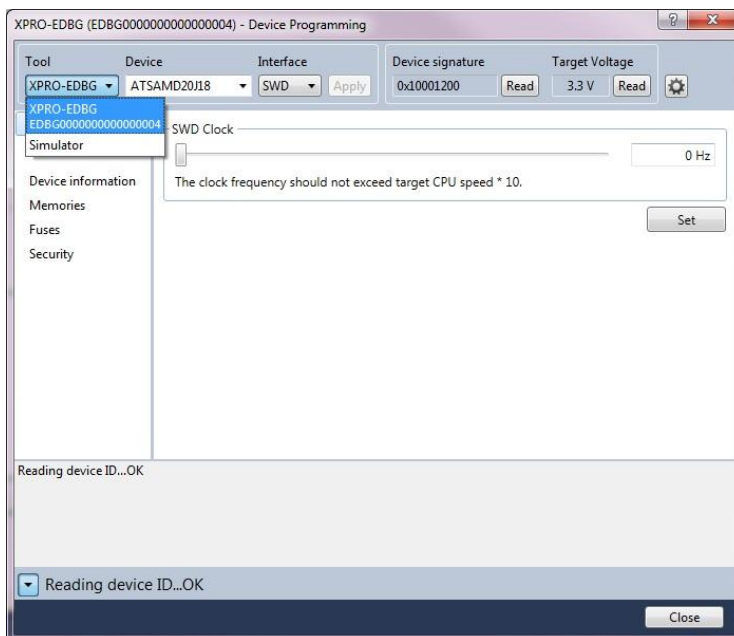 XPRO-EDBG (EDBG0000000000000004) - Device Programming
Tool Device Interface Device signature Target Voltage
XPRO-EDBG ATSAMD20J18 SWD Apply 0x10001200 Read 3.3 V Read
XPRO-EDBG
EDBG0000000000000004
Simulator
SWD Clock
0 Hz
The clock frequency should not exceed target CPU speed * 10.
Set
Device information
Memories
Fuses
Security
Reading device ID...OK
Reading device ID...OK
Close